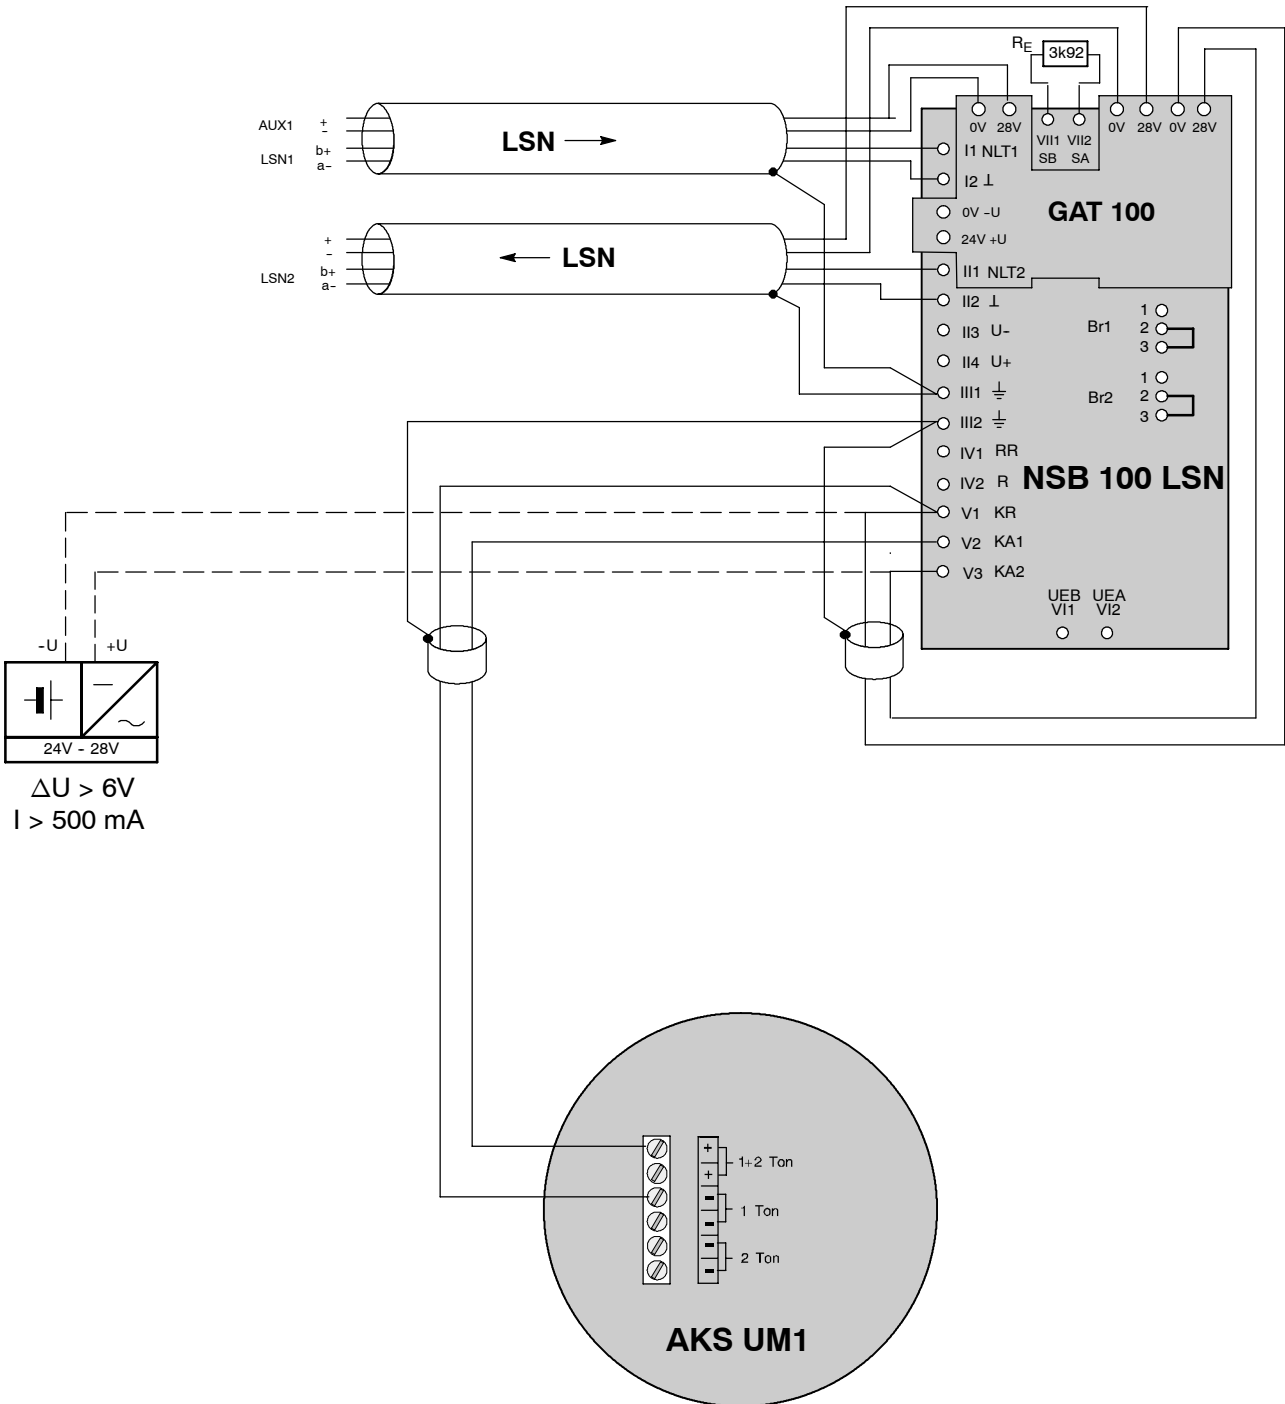 RE 3k92
AUX1 + -
LSN1 b+ a-
LSN →
0V 28V
VII1 VII2
SB SA
0V 28V 0V 28V
I1 NLT1
I2 ⊥
0V -U
24V +U
GAT 100
+ -
LSN2 b+ a-
← LSN
II1 NLT2
II2 ⊥
II3 U-
II4 U+
III1 ⏚
III2 ⏚
IV1 RR
IV2 R
V1 KR
V2 KA1
V3 KA2
Br1 1 2 3
Br2 1 2 3
NSB 100 LSN
UEB UEA
VI1 VI2
-U +U
24V - 28V
ΔU > 6V
I > 500 mA
+
+
-
-
-
-
1+2 Ton
1 Ton
2 Ton
AKS UM1